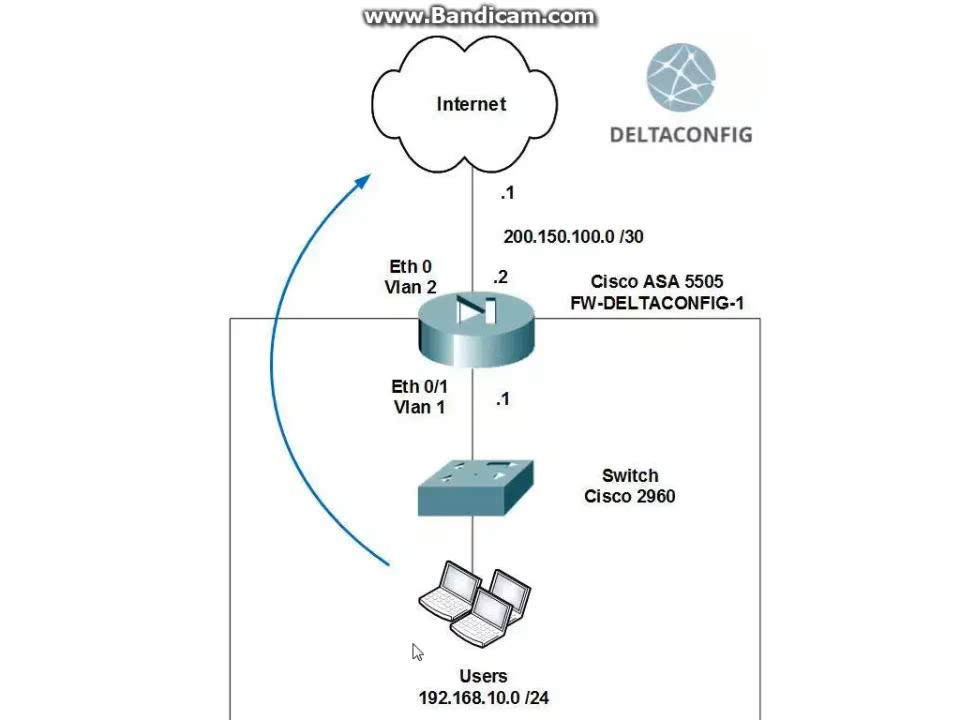 www.Bandicam.com
Internet
DELTACONFIG
.1
200.150.100.0 /30
Eth 0
Vlan 2
.2
Cisco ASA 5505
FW-DELTACONFIG-1
Eth 0/1
Vlan 1
.1
Switch
Cisco 2960
Users
192.168.10.0 /24